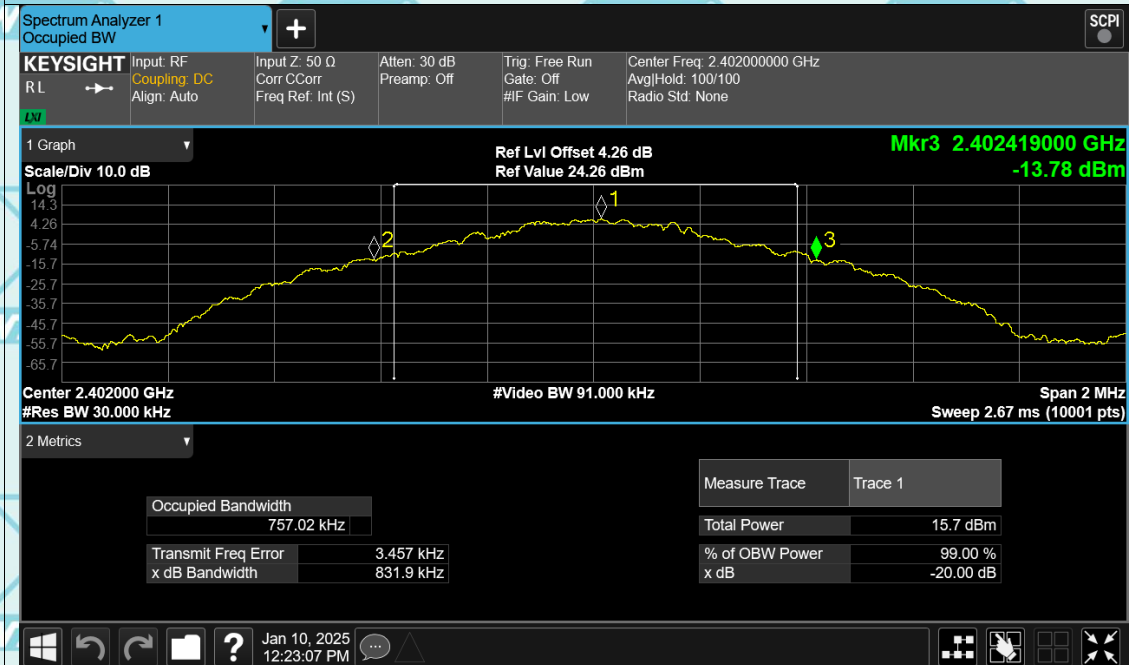 Spectrum Analyzer 1
Occupied BW
+
SCPI
KEYSIGHT
R L
LXI
Input: RF
Coupling: DC
Align: Auto
Input Z: 50 Ω
Corr CCorr
Freq Ref: Int (S)
Atten: 30 dB
Preamp: Off
Trig: Free Run
Gate: Off
#IF Gain: Low
Center Freq: 2.402000000 GHz
Avg|Hold: 100/100
Radio Std: None
1 Graph
Scale/Div 10.0 dB
Ref Lvl Offset 4.26 dB
Ref Value 24.26 dBm
Mkr3 2.402419000 GHz
-13.78 dBm
Log
14.3
4.26
-5.74
-15.7
-25.7
-35.7
-45.7
-55.7
-65.7
1
2
3
Center 2.402000 GHz
#Video BW 91.000 kHz
Span 2 MHz
#Res BW 30.000 kHz
Sweep 2.67 ms (10001 pts)
2 Metrics
Measure Trace Trace 1
Occupied Bandwidth
757.02 kHz
Total Power 15.7 dBm
Transmit Freq Error 3.457 kHz
% of OBW Power 99.00 %
x dB Bandwidth 831.9 kHz
x dB -20.00 dB
?
Jan 10, 2025
12:23:07 PM